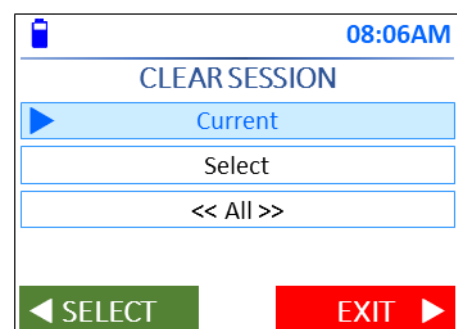 08:06AM
CLEAR SESSION
Current
Select
<< All >>
SELECT EXIT